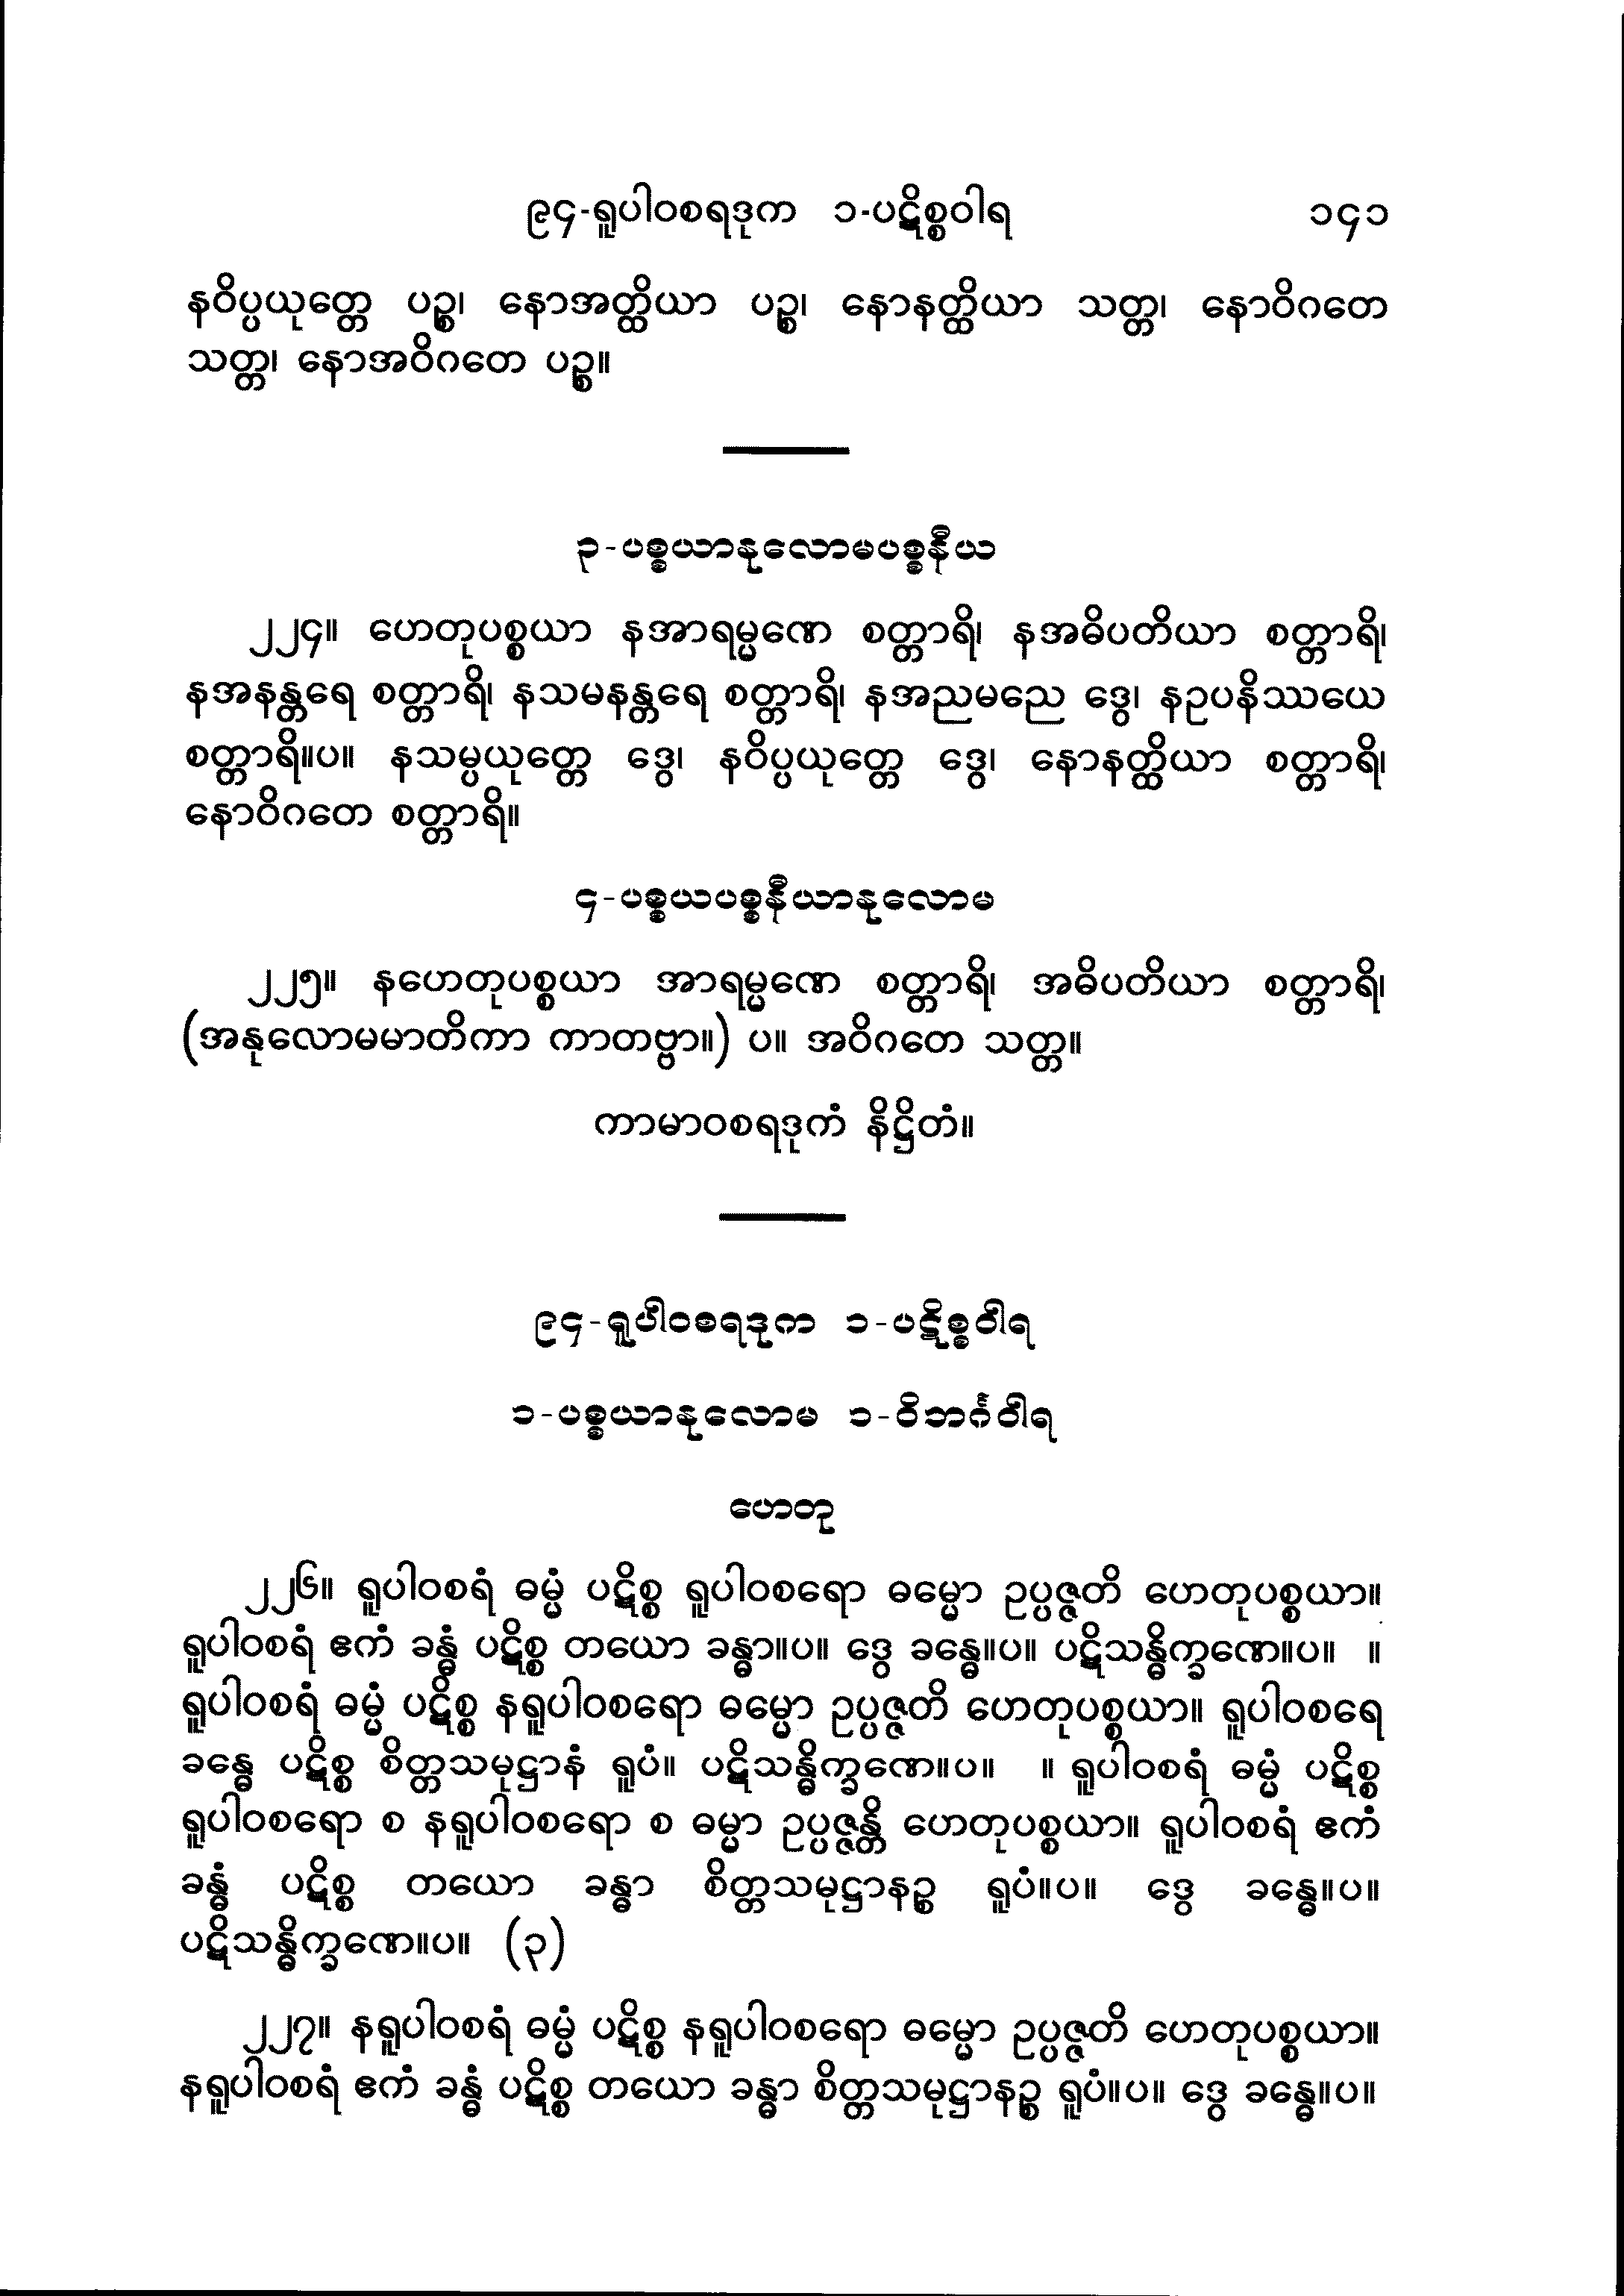 ၉၄-ရူပါဝစရဒုက ၁-ပဋိစ္စဝါရ ၁၄၁
နဝိပ္ပယုတ္တေ ပဉ္စ၊ နောအတ္ထိယာ ပဉ္စ၊ နောနတ္ထိယာ သတ္တ၊ နောဝိဂတေ
သတ္တ၊ နောအဝိဂတေ ပဉ္စ။
၃-ပစ္စယာနုလောမပစ္စနီယ
၂၂၄။ ဟေတုပစ္စယာ နအာရမ္မဏေ စတ္တာရိ၊ နအဓိပတိယာ စတ္တာရိ၊
နအနန္တရေ စတ္တာရိ၊ နသမနန္တရေ စတ္တာရိ၊ နအညမညေ ဒွေ၊ နဥပနိဿယေ
စတ္တာရိ။ပ။ နသမ္ပယုတ္တေ ဒွေ၊ နဝိပ္ပယုတ္တေ ဒွေ၊ နောနတ္ထိယာ စတ္တာရိ၊
နောဝိဂတေ စတ္တာရိ။
၄-ပစ္စယပစ္စနီယာနုလောမ
၂၂၅။ နဟေတုပစ္စယာ အာရမ္မဏေ စတ္တာရိ၊ အဓိပတိယာ စတ္တာရိ၊
(အနုလောမမာတိကာ ကာတဗ္ဗာ။) ပ။ အဝိဂတေ သတ္တ။
ကာမာဝစရဒုကံ နိဋ္ဌိတံ။
၉၄-ရူပါဝစရဒုက ၁-ပဋိစ္စဝါရ
၁-ပစ္စယာနုလောမ ၁-ဝိဘင်္ဂဝါရ
ဟေတု
၂၂၆။ ရူပါဝစရံ ဓမ္မံ ပဋိစ္စ ရူပါဝစရော ဓမ္မော ဥပ္ပဇ္ဇတိ ဟေတုပစ္စယာ။
ရူပါဝစရံ ဧကံ ခန္ဓံ ပဋိစ္စ တယော ခန္ဓာ။ပ။ ဒွေ ခန္ဓေ။ပ။ ပဋိသန္ဓိက္ခဏေ။ပ။ ။
ရူပါဝစရံ ဓမ္မံ ပဋိစ္စ နရူပါဝစရော ဓမ္မော ဥပ္ပဇ္ဇတိ ဟေတုပစ္စယာ။ ရူပါဝစရေ
ခန္ဓေ ပဋိစ္စ စိတ္တသမုဋ္ဌာနံ ရူပံ။ ပဋိသန္ဓိက္ခဏေ။ပ။ ။ ရူပါဝစရံ ဓမ္မံ ပဋိစ္စ
ရူပါဝစရော စ နရူပါဝစရော စ ဓမ္မာ ဥပ္ပဇ္ဇန္တိ ဟေတုပစ္စယာ။ ရူပါဝစရံ ဧကံ
ခန္ဓံ ပဋိစ္စ တယော ခန္ဓာ စိတ္တသမုဋ္ဌာနဉ္စ ရူပံ။ပ။ ဒွေ ခန္ဓေ။ပ။
ပဋိသန္ဓိက္ခဏေ။ပ။ (၃)
၂၂၇။ နရူပါဝစရံ ဓမ္မံ ပဋိစ္စ နရူပါဝစရော ဓမ္မော ဥပ္ပဇ္ဇတိ ဟေတုပစ္စယာ။
နရူပါဝစရံ ဧကံ ခန္ဓံ ပဋိစ္စ တယော ခန္ဓာ စိတ္တသမုဋ္ဌာနဉ္စ ရူပံ။ပ။ ဒွေ ခန္ဓေ။ပ။